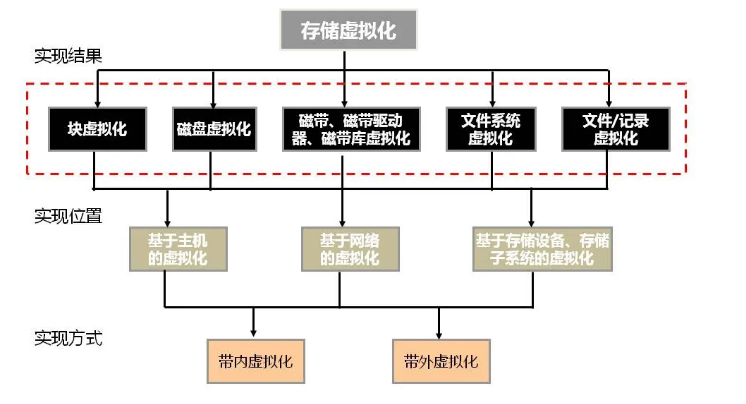 存储虚拟化
实现结果
块虚拟化
磁盘虚拟化
磁带、磁带驱动
器、磁带库虚拟化
文件系统
虚拟化
文件/记录
虚拟化
实现位置
基于主机
的虚拟化
基于网络
的虚拟化
基于存储设备、存储
子系统的虚拟化
实现方式
带内虚拟化
带外虚拟化